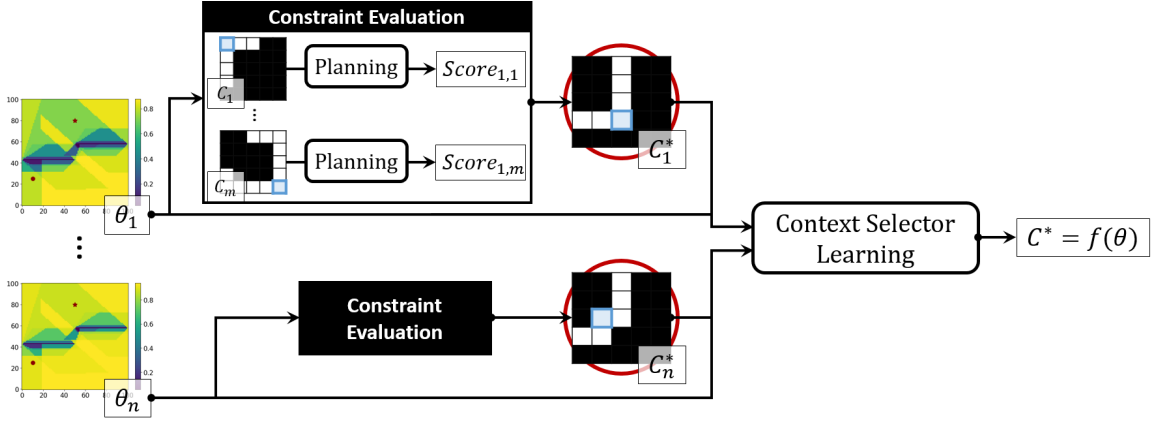 Constraint Evaluation
C₁
Planning
Score₁,₁
⋮
Cₘ
Planning
Score₁,ₘ
C₁*
100
80
60
40
20
0
0 20 40 60 80 100
0.8
0.6
0.4
0.2
θ₁
⋮
Context Selector
Learning
C* = f(θ)
Constraint
Evaluation
Cₙ*
100
80
60
40
20
0
0 20 40 60 80 100
0.8
0.6
0.4
0.2
θₙ